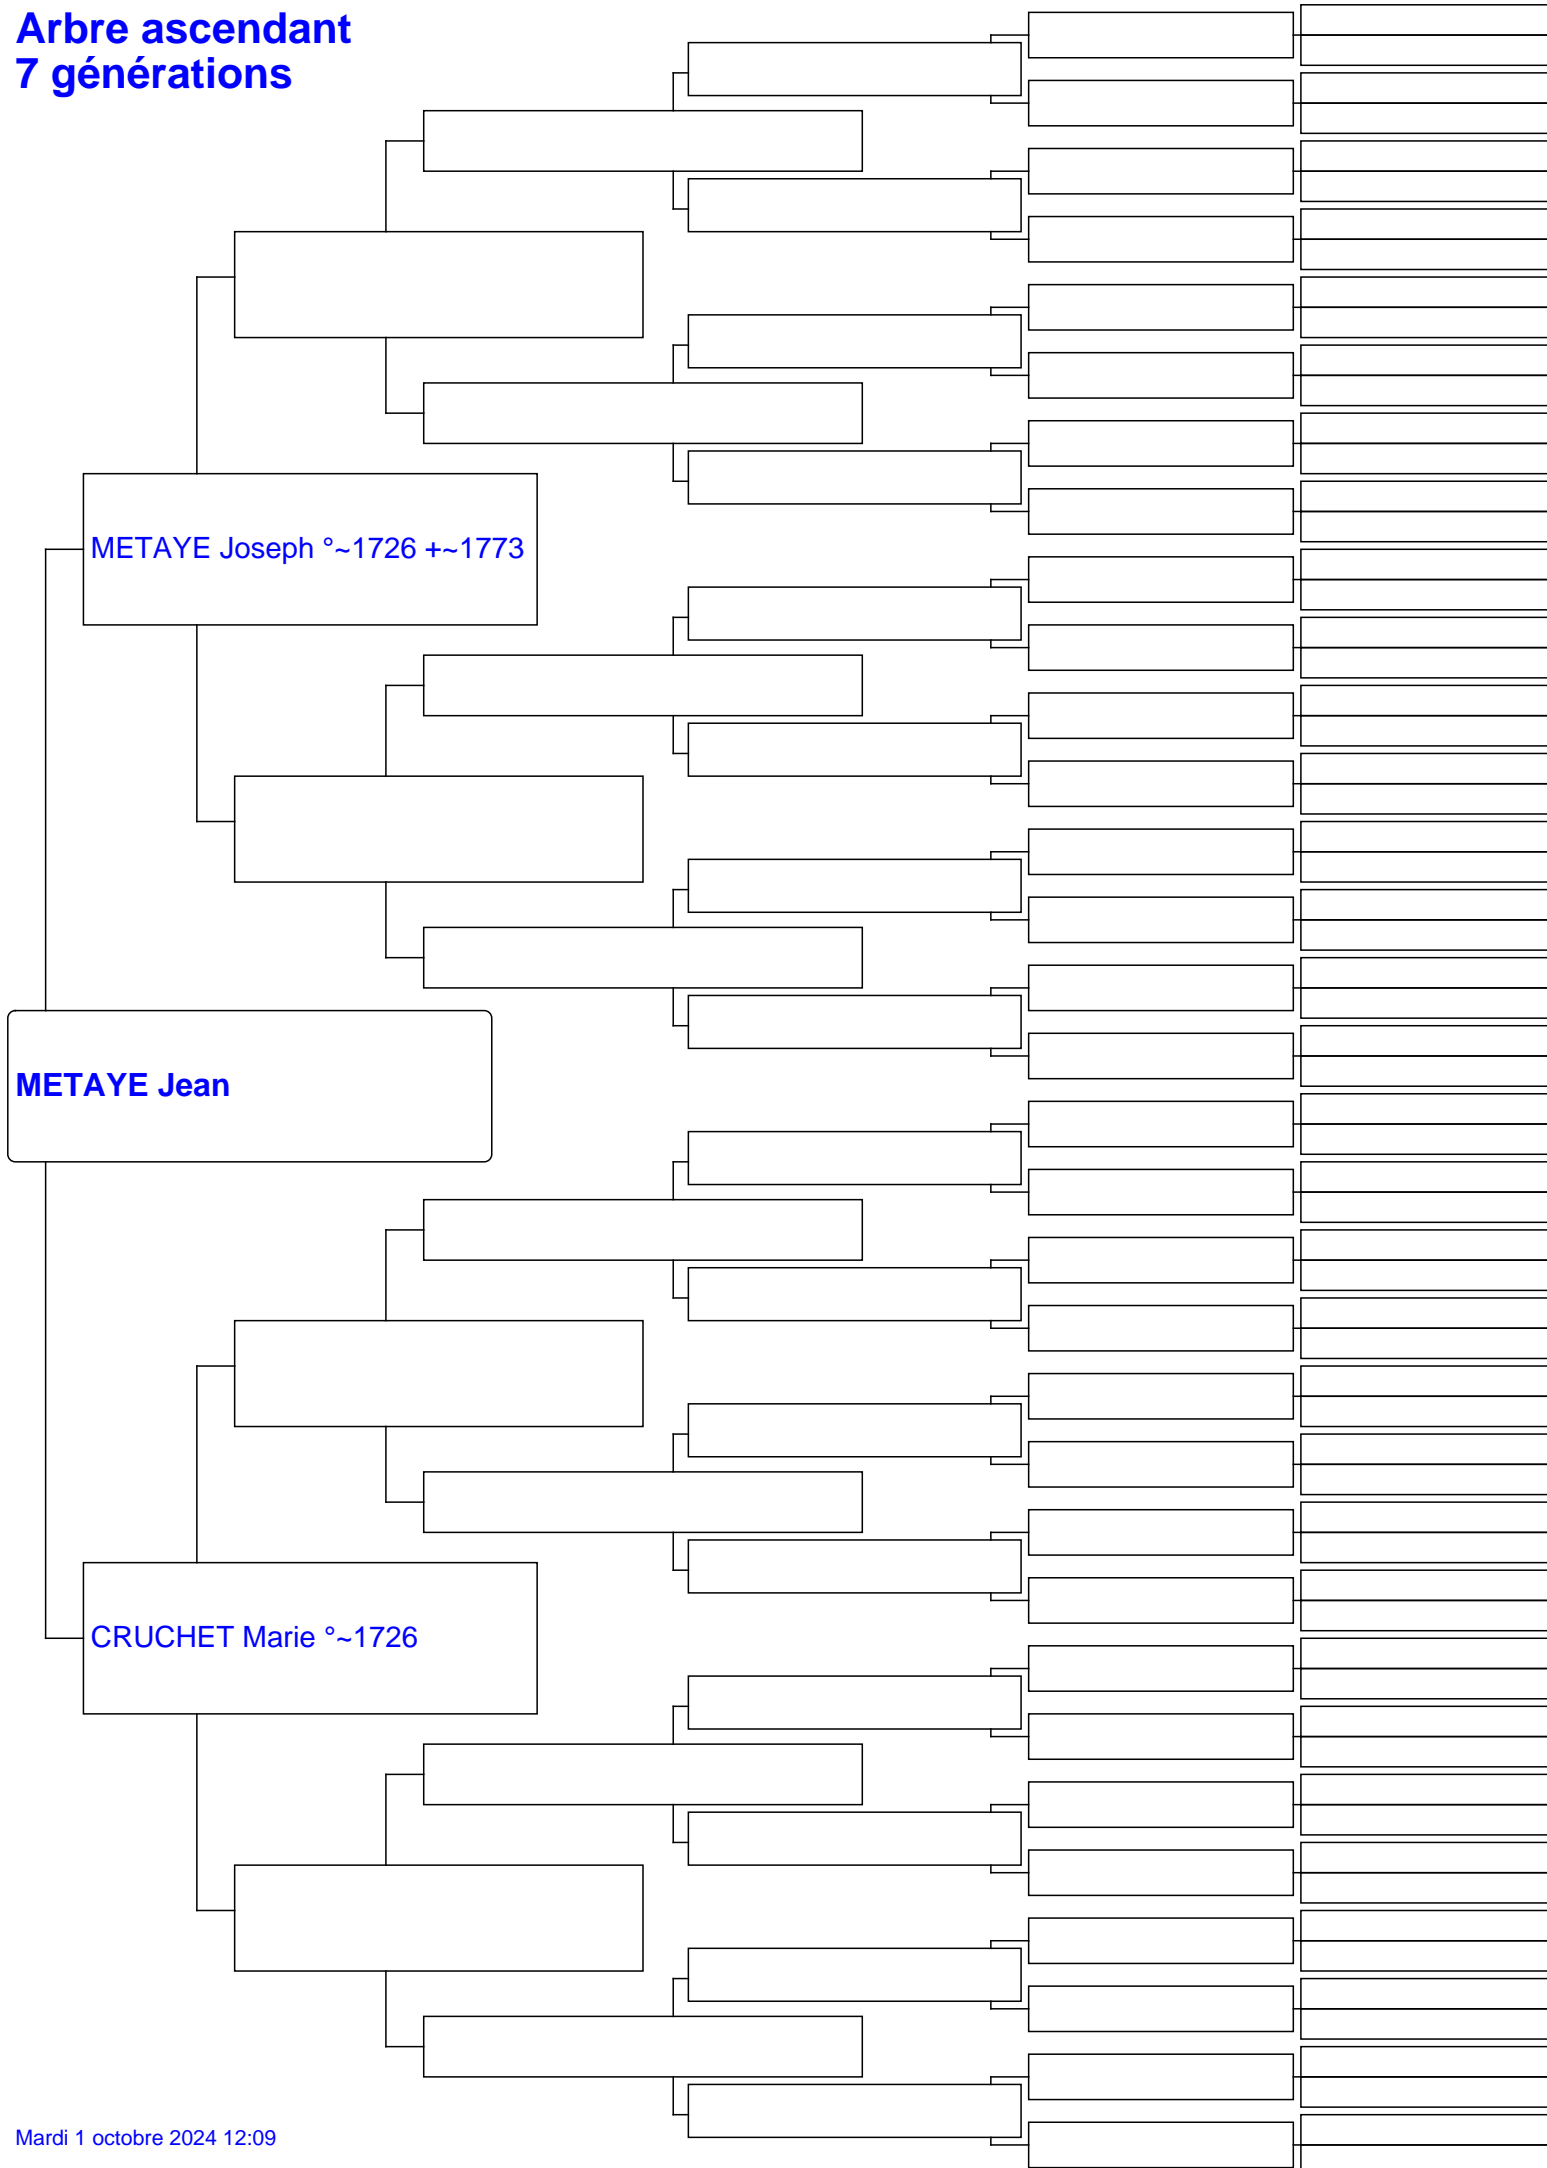 Arbre ascendant
7 générations
METAYE Joseph °~1726 +~1773
METAYE Jean
CRUCHET Marie °~1726
Mardi 1 octobre 2024 12:09